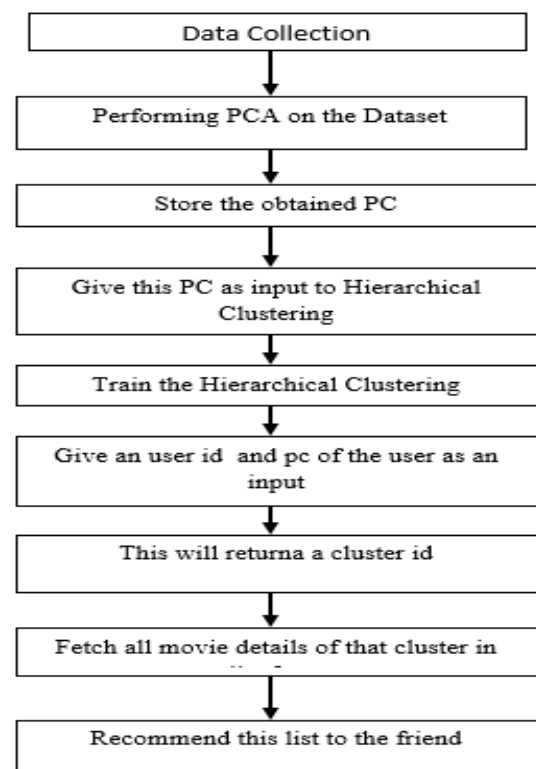 Data Collection
Performing PCA on the Dataset
Store the obtained PC
Give this PC as input to Hierarchical
Clustering
Train the Hierarchical Clustering
Give an user id and pc of the user as an
input
This will returna a cluster id
Fetch all movie details of that cluster in
Recommend this list to the friend